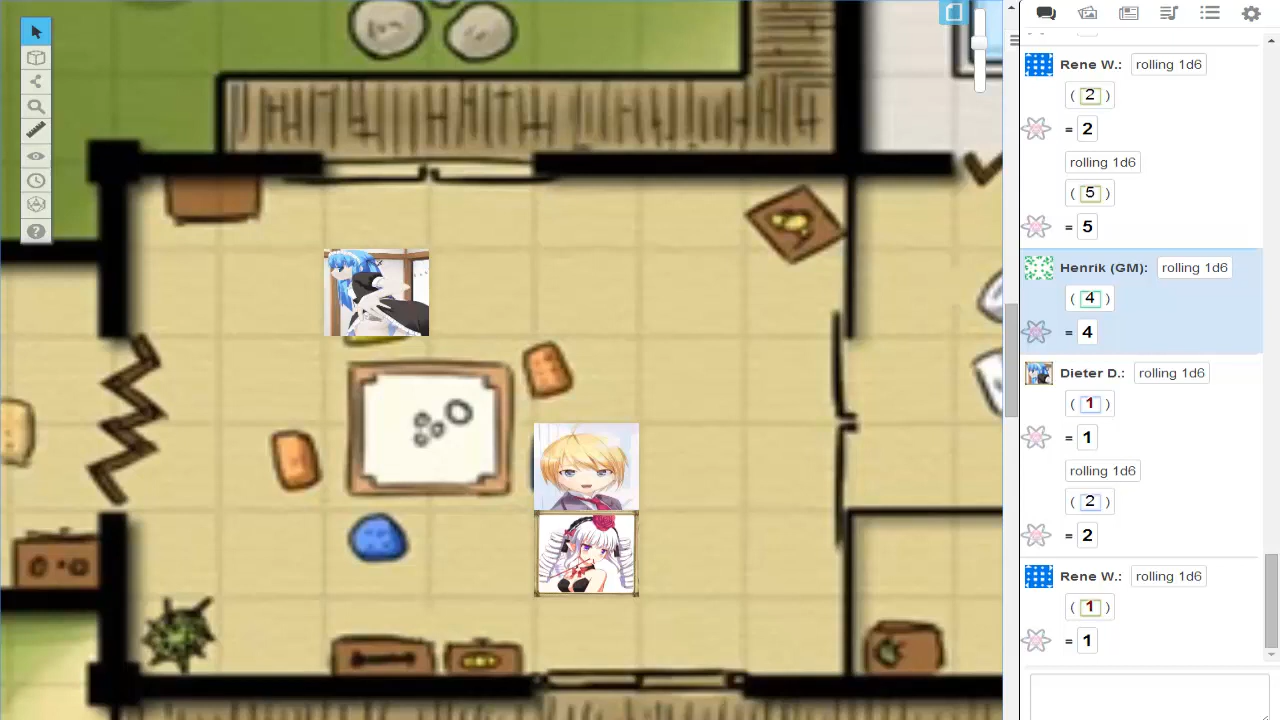 Rene W.: rolling 1d6
( 2 )
= 2
rolling 1d6
( 5 )
= 5
Henrik (GM): rolling 1d6
( 4 )
= 4
Dieter D.: rolling 1d6
( 1 )
= 1
rolling 1d6
( 2 )
= 2
Rene W.: rolling 1d6
( 1 )
= 1